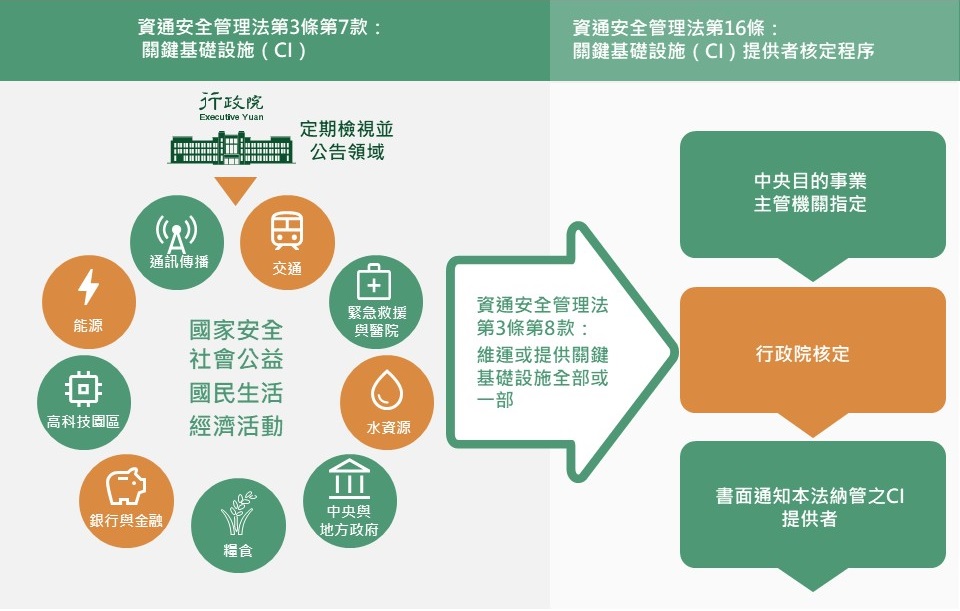 資通安全管理法第3條第7款：
關鍵基礎設施（CI）
資通安全管理法第16條：
關鍵基礎設施（CI）提供者核定程序
行政院
Executive Yuan
定期檢視並
公告領域
通訊傳播
交通
能源
緊急救援
與醫院
高科技園區
水資源
銀行與金融
糧食
中央與
地方政府
國家安全
社會公益
國民生活
經濟活動
資通安全管理法
第3條第8款：
維運或提供關鍵
基礎設施全部或
一部
中央目的事業
主管機關指定
行政院核定
書面通知本法納管之CI
提供者